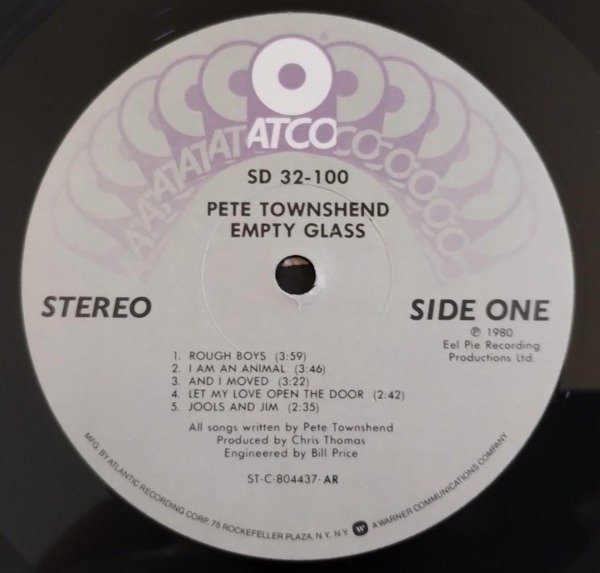 ATCO
SD 32-100
PETE TOWNSHEND
EMPTY GLASS
STEREO
SIDE ONE
℗ 1980
Eel Pie Recording
Productions Ltd.
1. ROUGH BOYS (3:59)
2. I AM AN ANIMAL (3:46)
3. AND I MOVED (3:22)
4. LET MY LOVE OPEN THE DOOR (2:42)
5. JOOLS AND JIM (2:35)
All songs written by Pete Townshend
Produced by Chris Thomas
Engineered by Bill Price
ST-C-804437-AR
MFG. BY ATLANTIC RECORDING CORP. 75 ROCKEFELLER PLAZA, N.Y., N.Y. A WARNER COMMUNICATIONS COMPANY